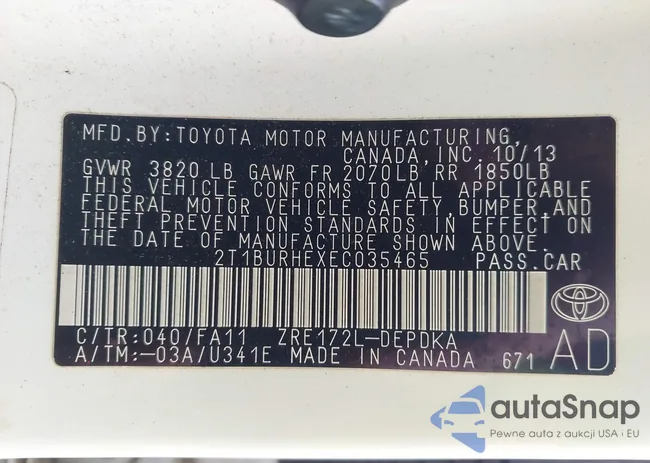 MFD. BY: TOYOTA MOTOR MANUFACTURING,
CANADA, INC. 10/13
GVWR 3820 LB GAWR FR 2070LB RR 1850LB
THIS VEHICLE CONFORMS TO ALL APPLICABLE
FEDERAL MOTOR VEHICLE SAFETY, BUMPER, AND
THEFT PREVENTION STANDARDS IN EFFECT ON
THE DATE OF MANUFACTURE SHOWN ABOVE.
2T1BURHEXEC035465 PASS. CAR
C/TR: 040/FA11 ZRE172L-DEPDKA
A/TM: -03A/U341E MADE IN CANADA 671 AD
autaSnap
Pewne auta z aukcji USA i EU